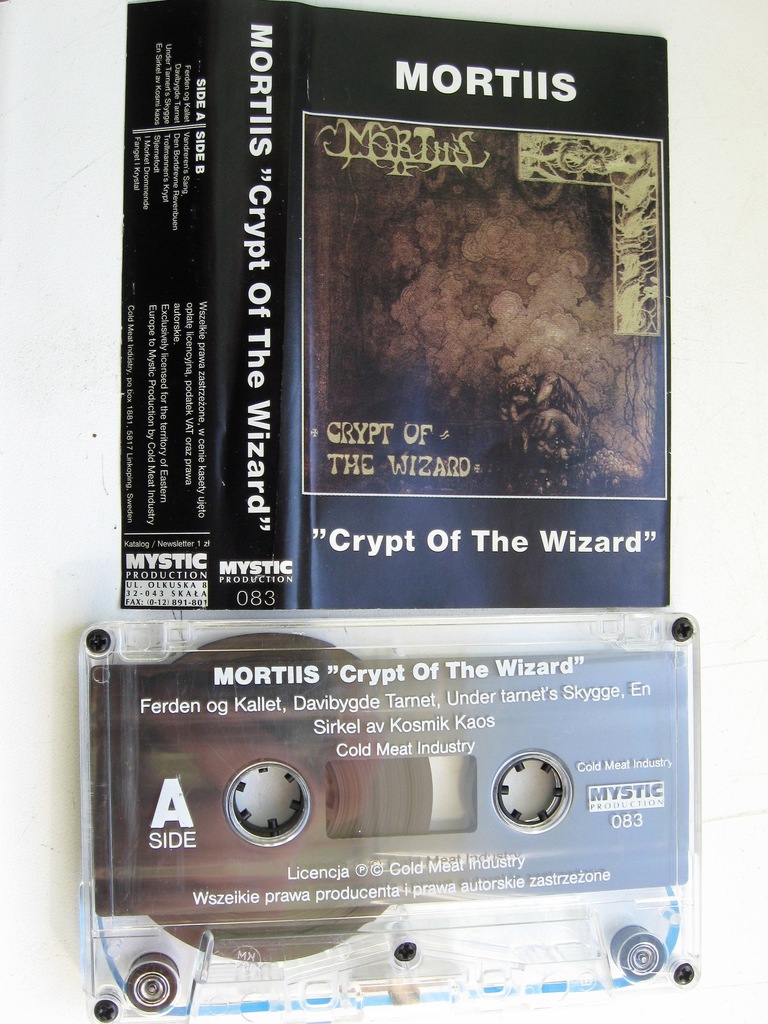 MORTIIS
MORTIIS
CRYPT OF
THE WIZARD
"Crypt Of The Wizard"
MORTIIS "Crypt Of The Wizard"
MYSTIC
PRODUCTION
083
SIDE A
Ferden og Kallet
Davibygde Tarnet
Under Tarnet's Skygge
En Sirkel av Kosmi kaos
SIDE B
Vandreren's Sang
Den Bortdrevne Revenbuen
Trollmannen's Krypt
Stjernefodt
I Morket Drommende
Fanget I Krystal
Wszelkie prawa zastrzeżone, w cenie kasety ujęto
opłatę licencyjną, podatek VAT oraz prawa
autorskie.
Exclusively licensed for the territory of Eastern
Europe to Mystic Production by Cold Meat Industry
Cold Meat Industry, po box 1881, 5817 Linkoping, Sweden
Katalog / Newsletter 1 zł
MYSTIC
PRODUCTION
UL. OLKUSKA 8
32-043 SKAŁA
FAX: (0-12) 891-801
MORTIIS "Crypt Of The Wizard"
Ferden og Kallet, Davibygde Tarnet, Under tarnet's Skygge, En
Sirkel av Kosmik Kaos
Cold Meat Industry
A
SIDE
Cold Meat Industry
MYSTIC
PRODUCTION
083
Licencja ℗© Cold Meat Industry
Wszeikie prawa producenta i prawa autorskie zastrzeżone